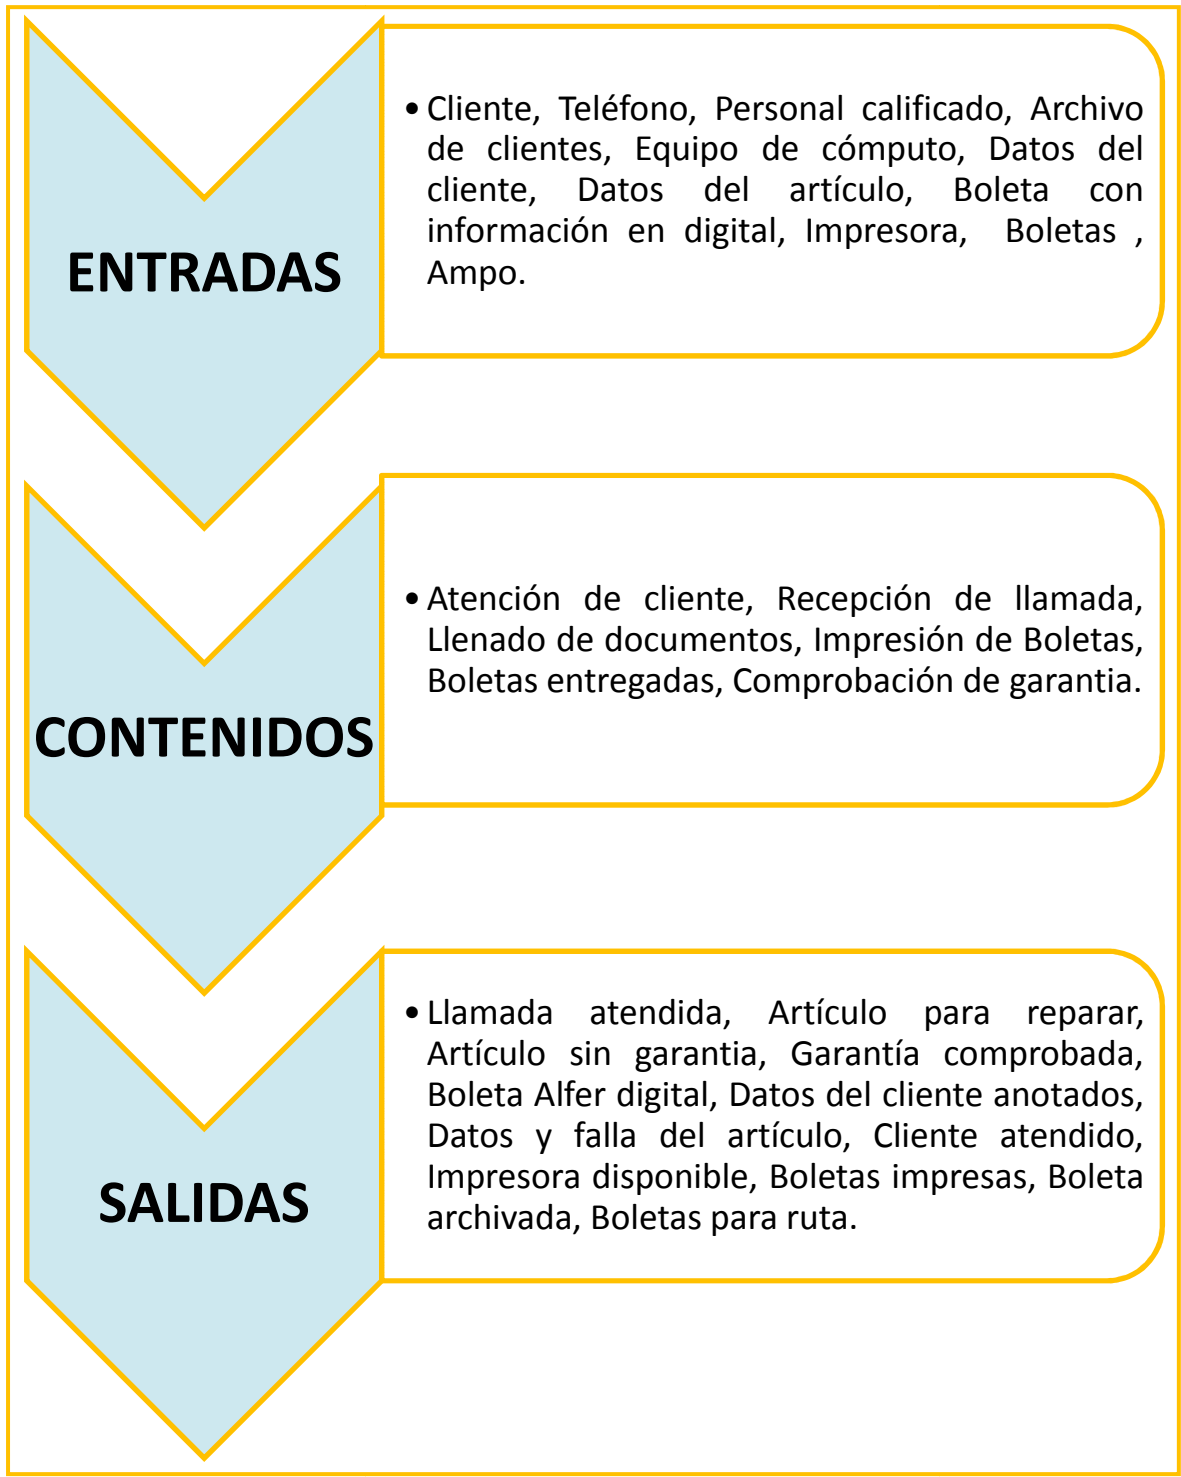 ENTRADAS
• Cliente, Teléfono, Personal calificado, Archivo
de clientes, Equipo de cómputo, Datos del
cliente, Datos del artículo, Boleta con
información en digital, Impresora, Boletas ,
Ampo.
CONTENIDOS
• Atención de cliente, Recepción de llamada,
Llenado de documentos, Impresión de Boletas,
Boletas entregadas, Comprobación de garantia.
SALIDAS
• Llamada atendida, Artículo para reparar,
Artículo sin garantia, Garantía comprobada,
Boleta Alfer digital, Datos del cliente anotados,
Datos y falla del artículo, Cliente atendido,
Impresora disponible, Boletas impresas, Boleta
archivada, Boletas para ruta.